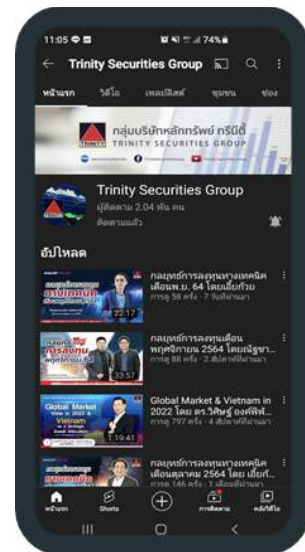 11:05
74%
Trinity Securities Group
หน้าแรก วิดีโอ เพลย์ลิสต์ ชุมชน ช่อง
กลุ่มบริษัทหลักทรัพย์ ทรีนีตี้
TRINITY SECURITIES GROUP
TRINITY
Trinity Securities Group
ผู้ติดตาม 2.04 พัน คน
ติดตามแล้ว
อัปโหลด
กลยุทธ์การลงทุนทางเทคนิค
เดือนพ.ย. 64 โดยเอี่ยก้วย
การดู 58 ครั้ง · 7 วันที่ผ่านมา
22:17
กลยุทธ์การลงทุนเดือน
พฤศจิกายน 2564 โดยณัฐชา...
การดู 88 ครั้ง · 2 สัปดาห์ที่ผ่านมา
การลงทุน
33:57
Global Market & Vietnam in
2022 โดย ดร.วิศิษฐ์ องค์พิพั...
การดู 797 ครั้ง · 4 สัปดาห์ที่ผ่านมา
Global Market
View in 2022 &
Vietnam
1:19:41
กลยุทธ์การลงทุนทางเทคนิค
เดือนตุลาคม 2564 โดย เอี่ยก้...
การดู 146 ครั้ง · 1 เดือนที่ผ่านมา
หน้าแรก Shorts การติดตาม คลังวิดีโอ